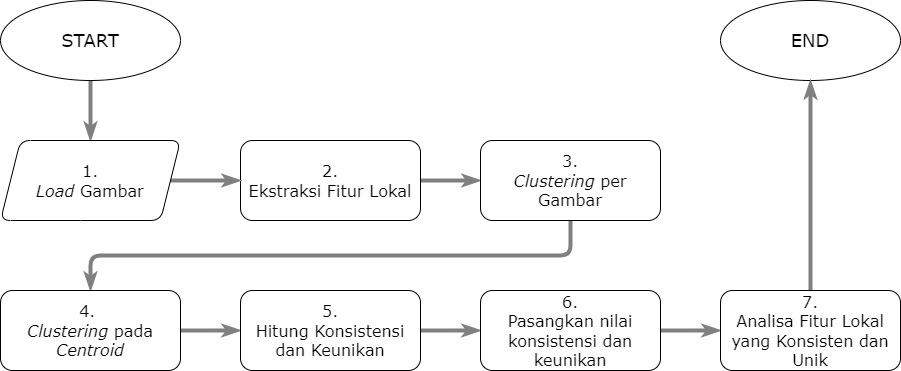 START
END
1.
Load Gambar
2.
Ekstraksi Fitur Lokal
3.
Clustering per
Gambar
4.
Clustering pada
Centroid
5.
Hitung Konsistensi
dan Keunikan
6.
Pasangkan nilai
konsistensi dan
keunikan
7.
Analisa Fitur Lokal
yang Konsisten dan
Unik